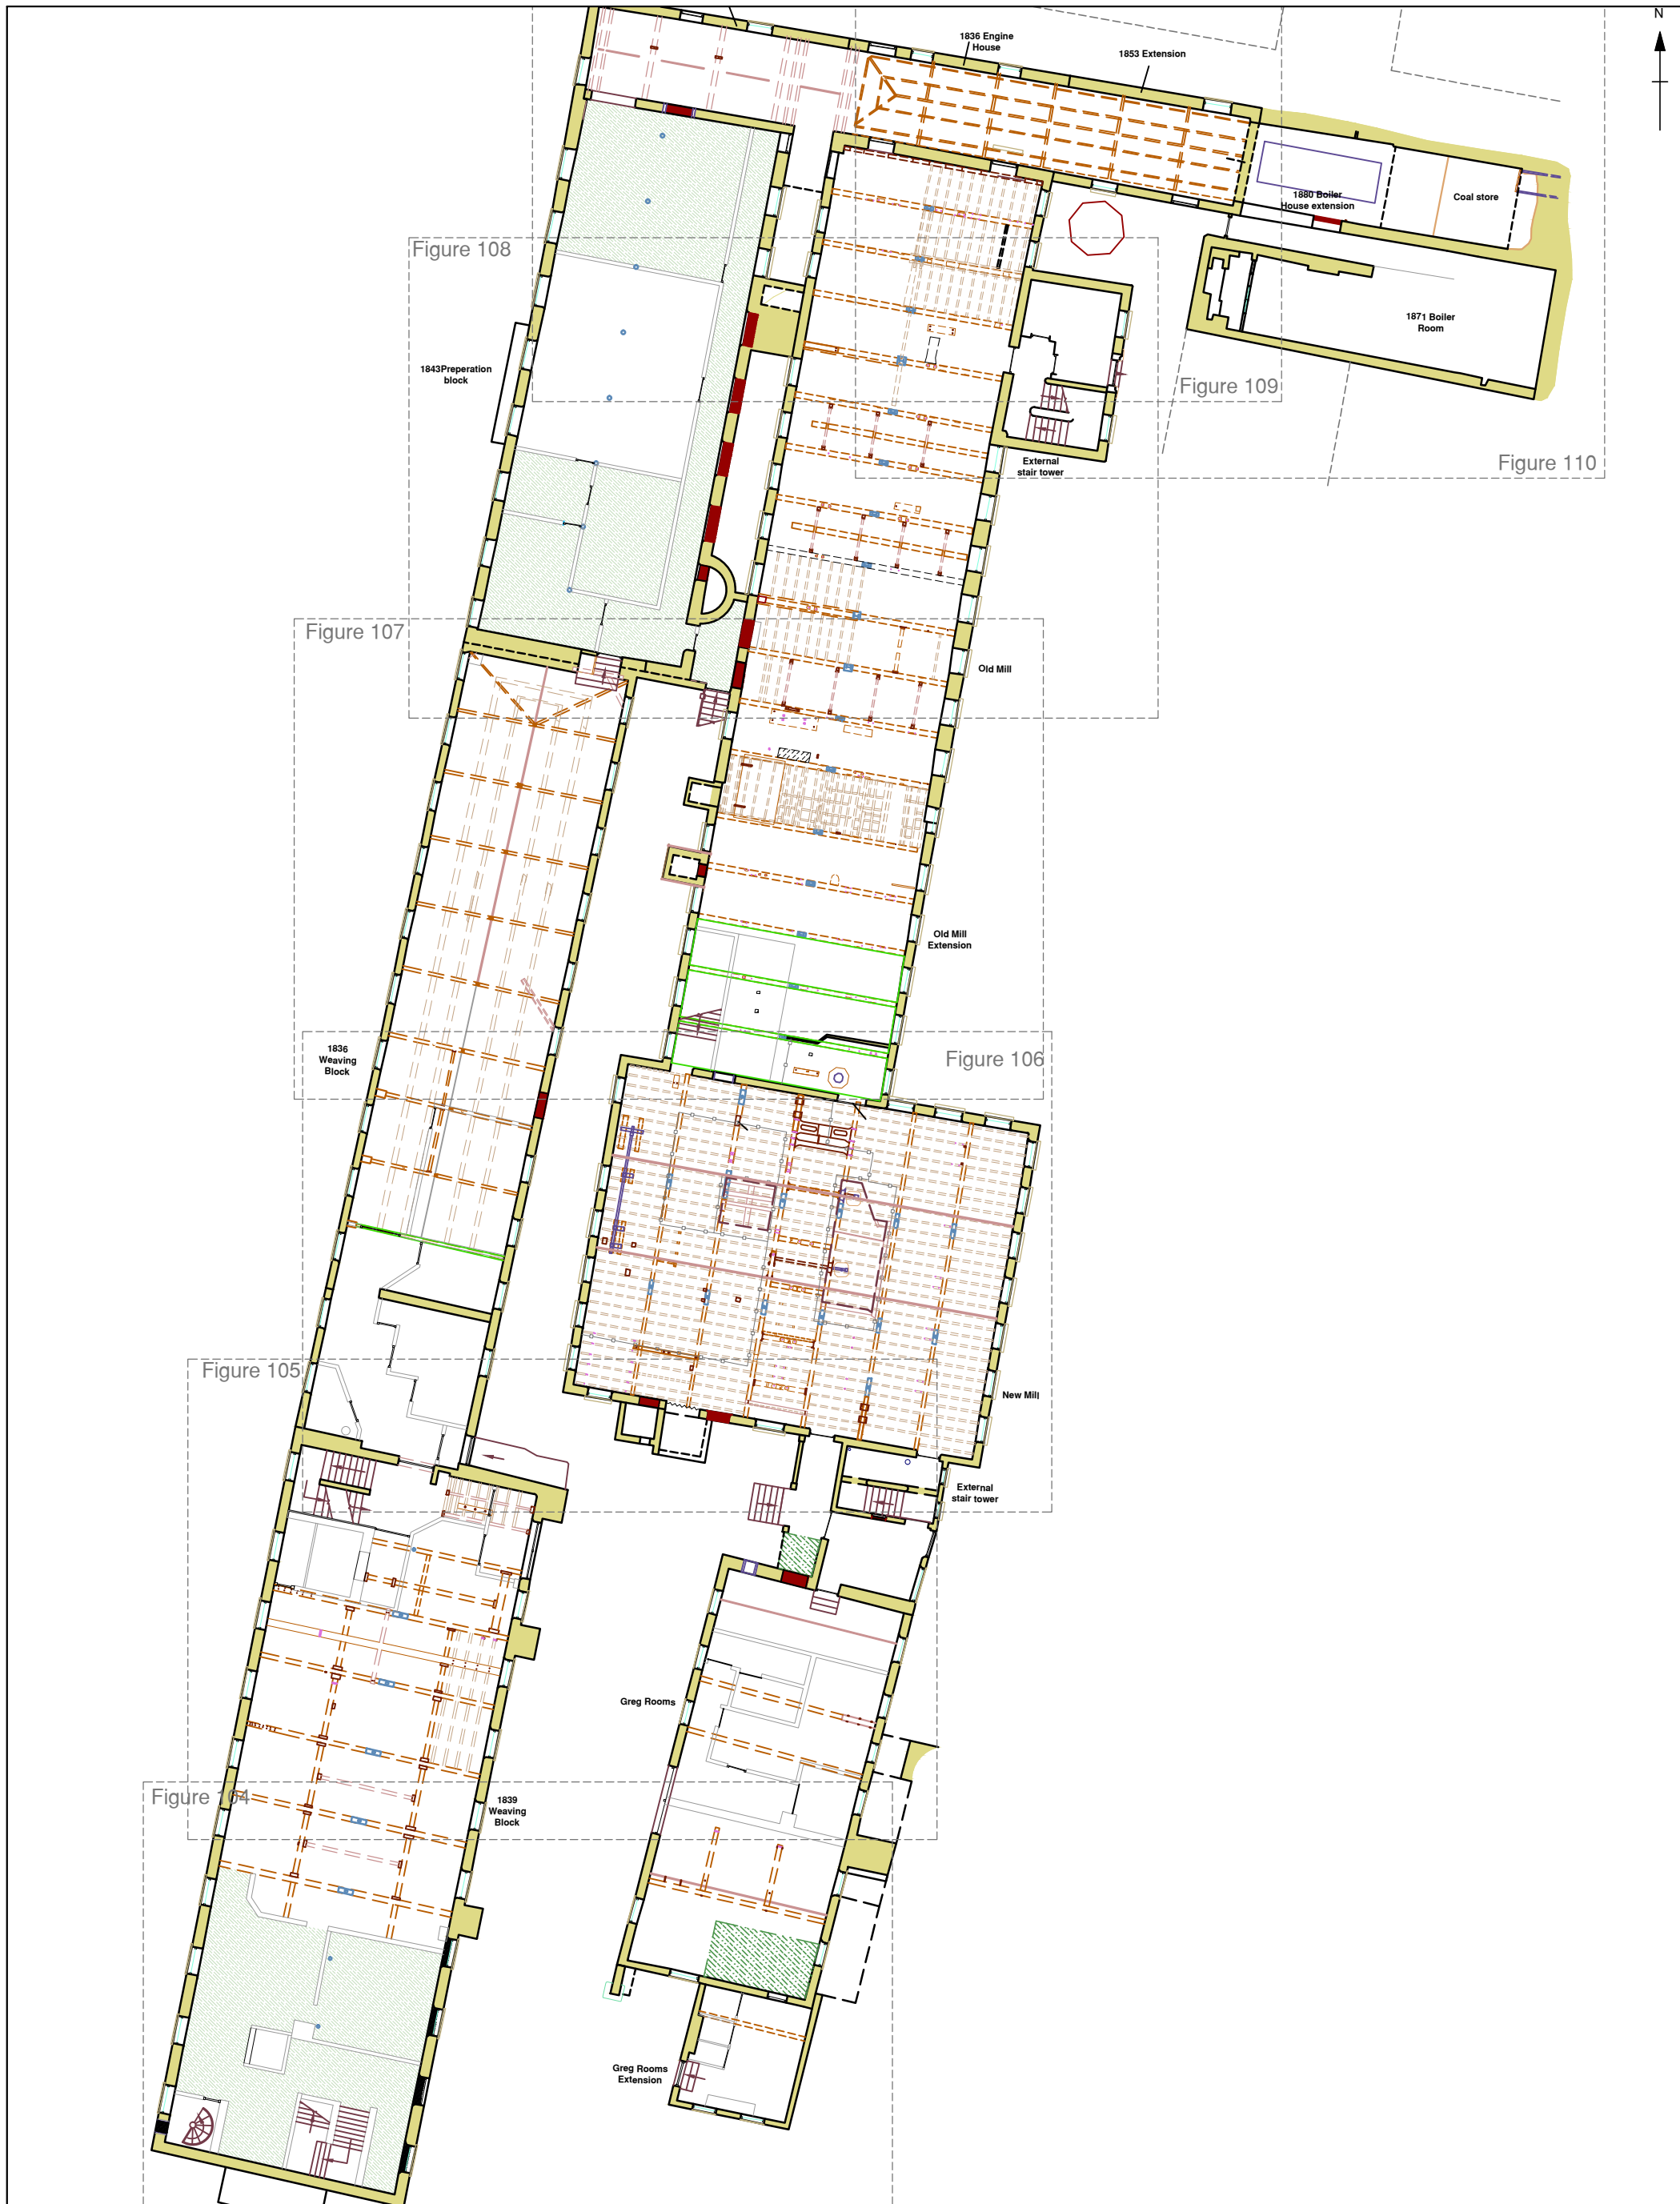 N
1836 Engine
House
1853 Extension
1880 Boiler
House extension
Coal store
Figure 108
1871 Boiler
Room
1843Preperation
block
Figure 109
External
stair tower
Figure 110
Figure 107
Old Mill
Old Mill
Extension
1836
Weaving
Block
Figure 106
Figure 105
New Mill
External
stair tower
Greg Rooms
Figure 104
1839
Weaving
Block
Greg Rooms
Extension